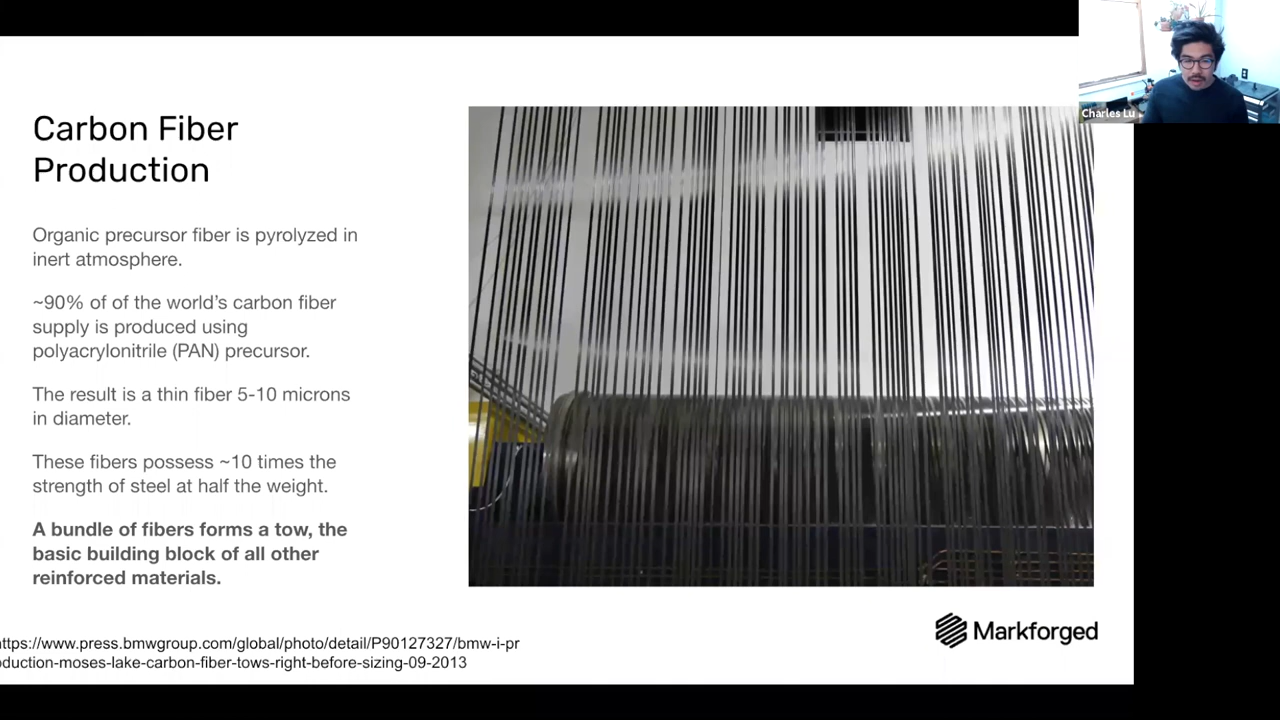 Charles Lu
Carbon Fiber
Production
Organic precursor fiber is pyrolyzed in
inert atmosphere.
~90% of of the world's carbon fiber
supply is produced using
polyacrylonitrile (PAN) precursor.
The result is a thin fiber 5-10 microns
in diameter.
These fibers possess ~10 times the
strength of steel at half the weight.
A bundle of fibers forms a tow, the
basic building block of all other
reinforced materials.
Markforged
ttps://www.press.bmwgroup.com/global/photo/detail/P90127327/bmw-i-pr
oduction-moses-lake-carbon-fiber-tows-right-before-sizing-09-2013